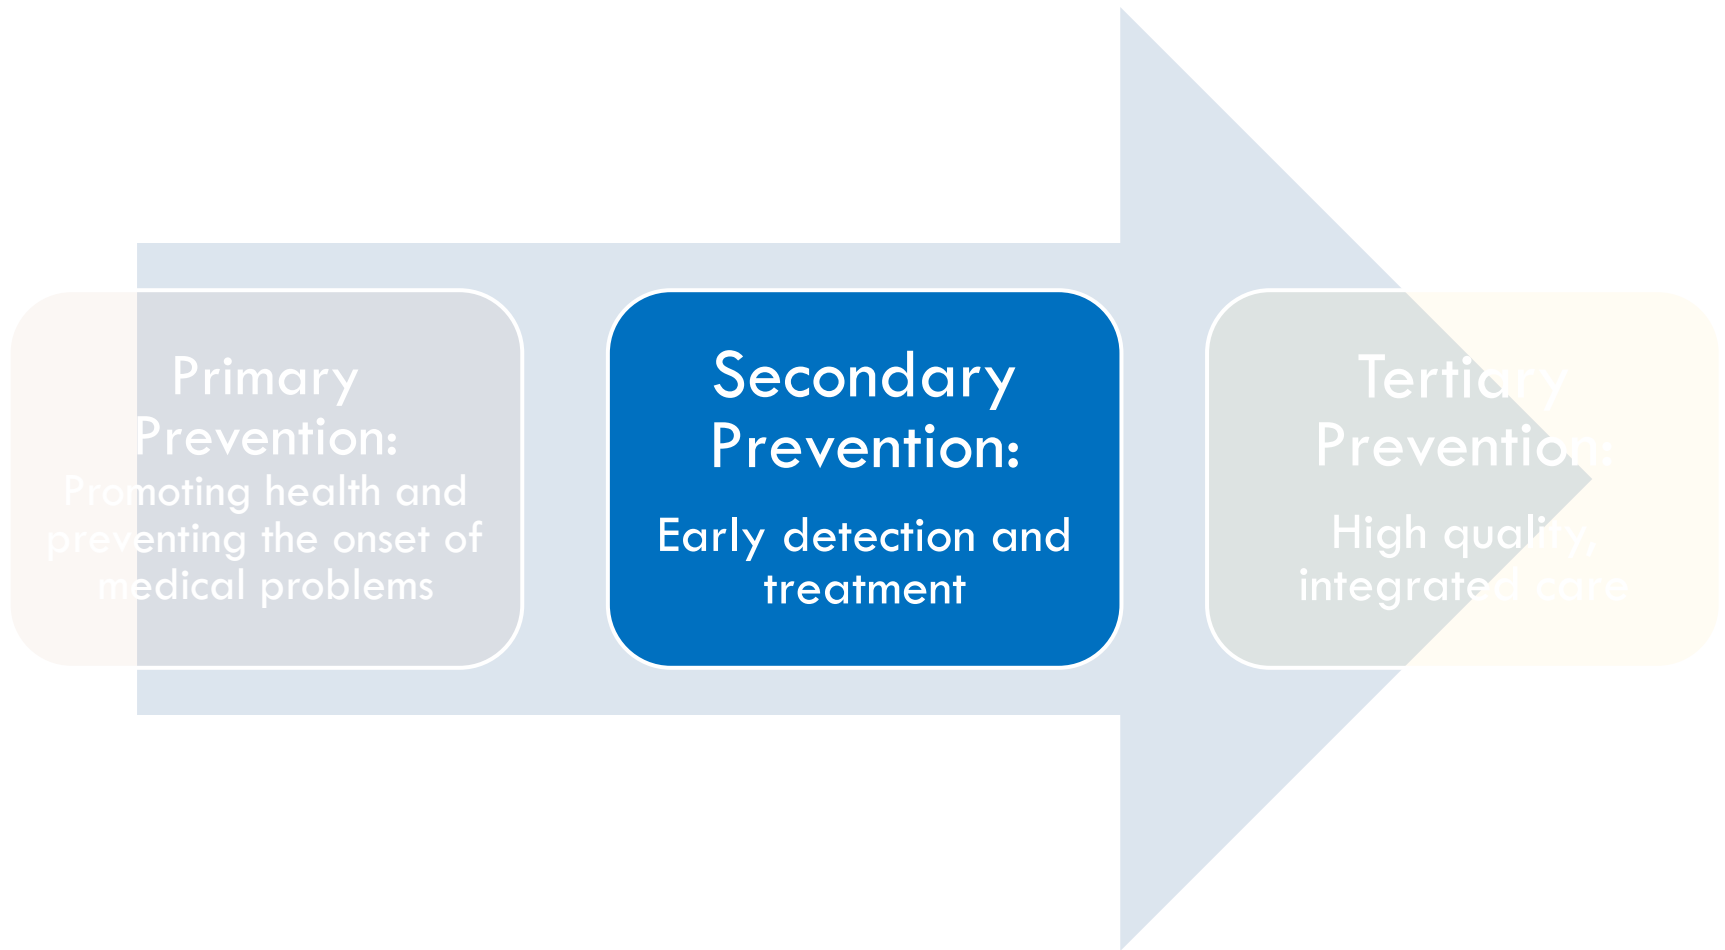 Primary
Prevention:
Promoting health and
preventing the onset of
medical problems
Secondary
Prevention:
Early detection and
treatment
Tertiary
Prevention:
High quality,
integrated care